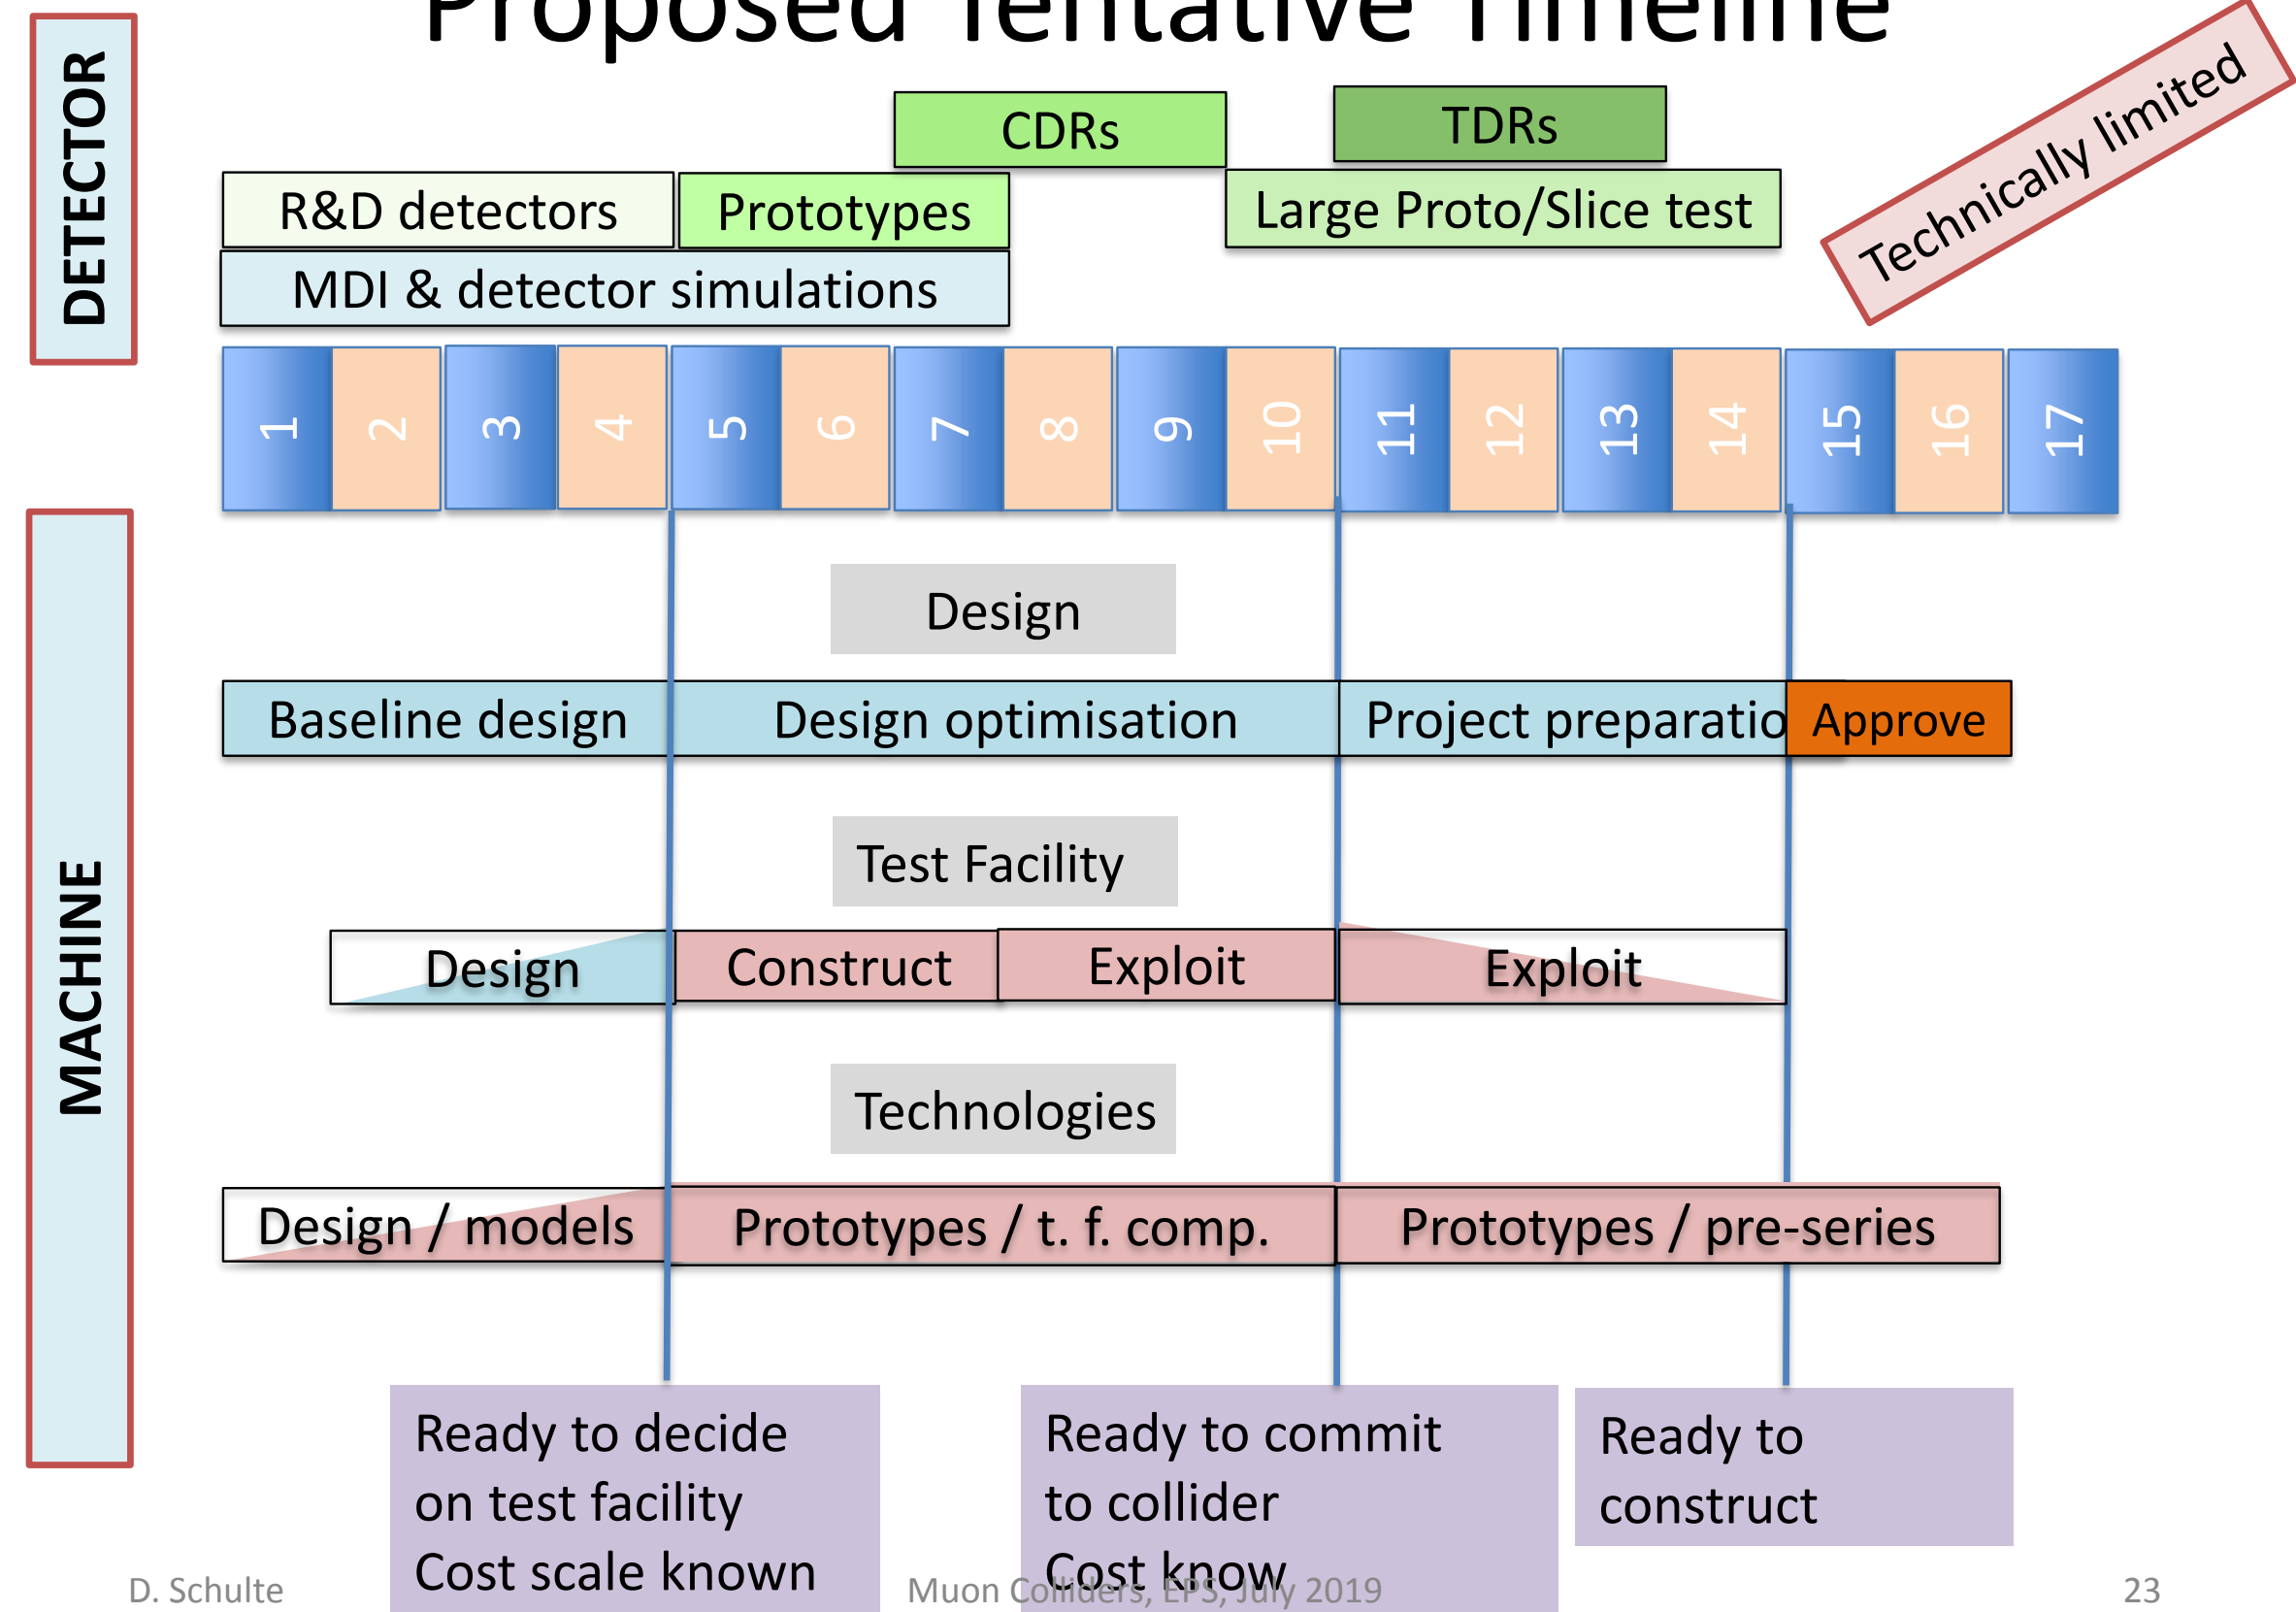 Proposed Tentative Timeline
DETECTOR
Technically limited
CDRs
TDRs
R&D detectors
Prototypes
Large Proto/Slice test
MDI & detector simulations
1
2
3
4
5
6
7
8
9
10
11
12
13
14
15
16
17
MACHINE
Design
Baseline design
Design optimisation
Project preparatio
Approve
Test Facility
Design
Construct
Exploit
Exploit
Technologies
Design / models
Prototypes / t. f. comp.
Prototypes / pre-series
Ready to decide
on test facility
Cost scale known
Ready to commit
to collider
Cost know
Ready to
construct
D. Schulte
Muon Colliders, EPS, July 2019
23